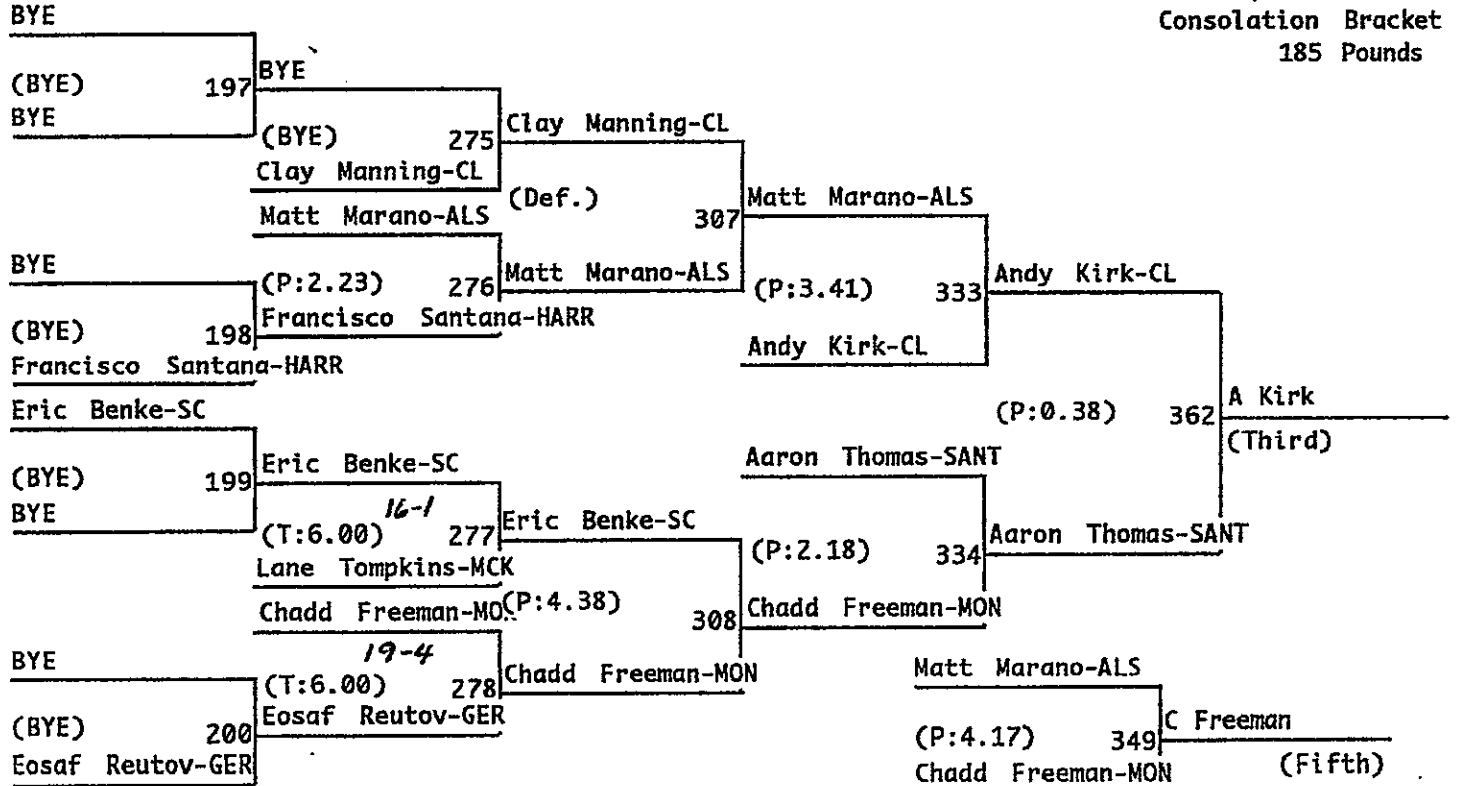 BYE
Consolation Bracket
185 Pounds
(BYE) 197 BYE
BYE
(BYE) 275 Clay Manning-CL
Clay Manning-CL
(Def.)
Matt Marano-ALS
307 Matt Marano-ALS
BYE
(P:2.23) 276 Matt Marano-ALS
(P:3.41) 333 Andy Kirk-CL
(BYE) 198 Francisco Santana-HARR
Andy Kirk-CL
Francisco Santana-HARR
Eric Benke-SC
(P:0.38) 362 A Kirk
(Third)
(BYE) 199 Eric Benke-SC
Aaron Thomas-SANT
BYE
16-1
(T:6.00) 277 Eric Benke-SC
(P:2.18) 334 Aaron Thomas-SANT
Lane Tompkins-MCK
Chadd Freeman-MO
(P:4.38)
308 Chadd Freeman-MON
BYE
19-4
(T:6.00) 278 Chadd Freeman-MON
Matt Marano-ALS
(BYE) 200 Eosaf Reutov-GER
(P:4.17) 349 C Freeman
(Fifth)
Eosaf Reutov-GER
Chadd Freeman-MON